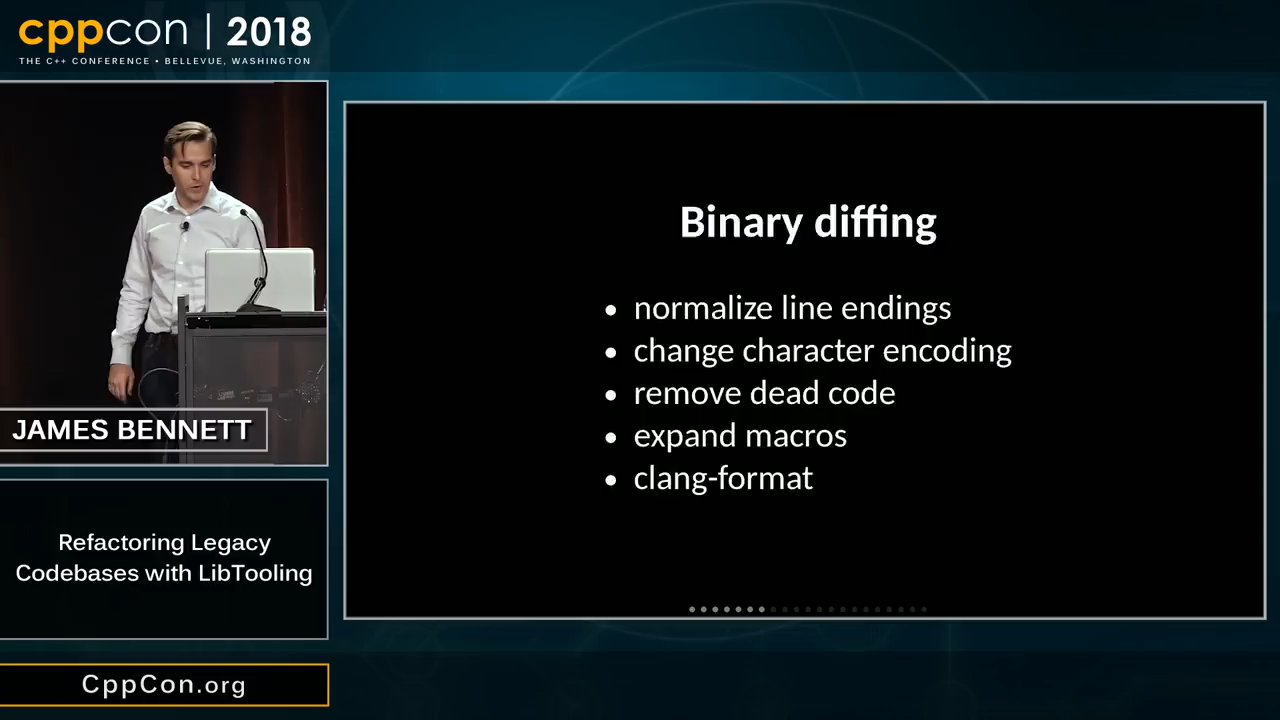 cppcon | 2018
THE C++ CONFERENCE • BELLEVUE, WASHINGTON
JAMES BENNETT
Refactoring Legacy
Codebases with LibTooling
CppCon.org
Binary diffing
• normalize line endings
• change character encoding
• remove dead code
• expand macros
• clang-format